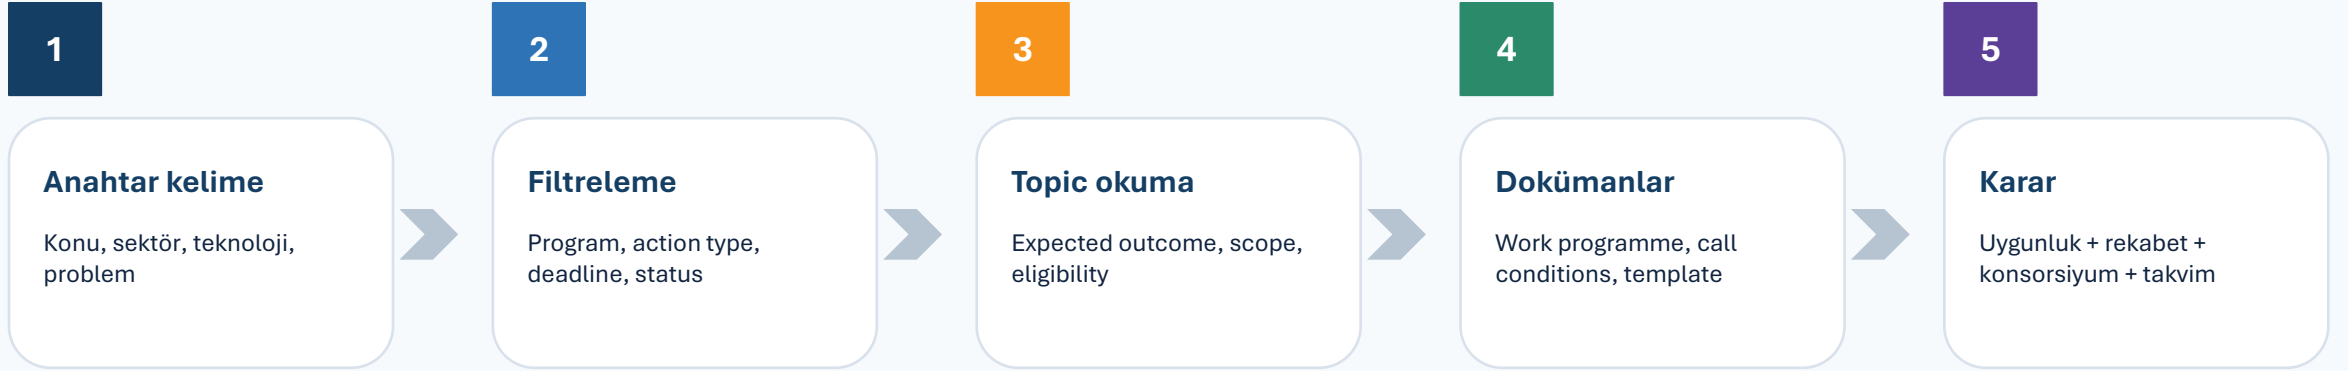 1
Anahtar kelime
Konu, sektör, teknoloji,
problem
2
Filtreleme
Program, action type,
deadline, status
3
Topic okuma
Expected outcome, scope,
eligibility
4
Dokümanlar
Work programme, call
conditions, template
5
Karar
Uygunluk + rekabet +
konsorsiyum + takvim